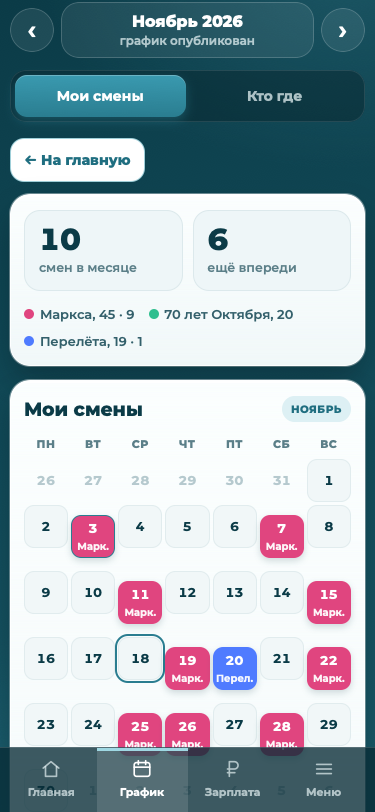 ‹ Ноябрь 2026 ›
график опубликован
Мои смены Кто где
← На главную
10 6
смен в месяце ещё впереди
Маркса, 45 · 9 70 лет Октября, 20
Перелёта, 19 · 1
Мои смены НОЯБРЬ
ПН ВТ СР ЧТ ПТ СБ ВС
26 27 28 29 30 31 1
2 3 4 5 6 7 8
Марк. Марк.
9 10 11 12 13 14 15
Марк. Марк.
16 17 18 19 20 21 22
Марк. Перел. Марк.
23 24 25 26 27 28 29
Марк. Марк. Марк.
Главная График Зарплата Меню